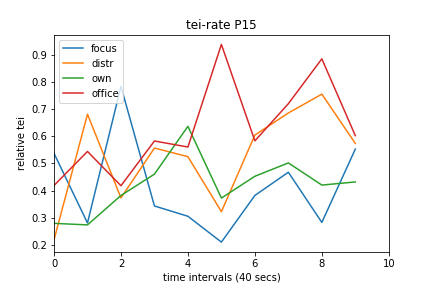 tei-rate P15
relative tei
0.9
0.8
0.7
0.6
0.5
0.4
0.3
0.2
focus
distr
own
office
0 2 4 6 8 10
time intervals (40 secs)